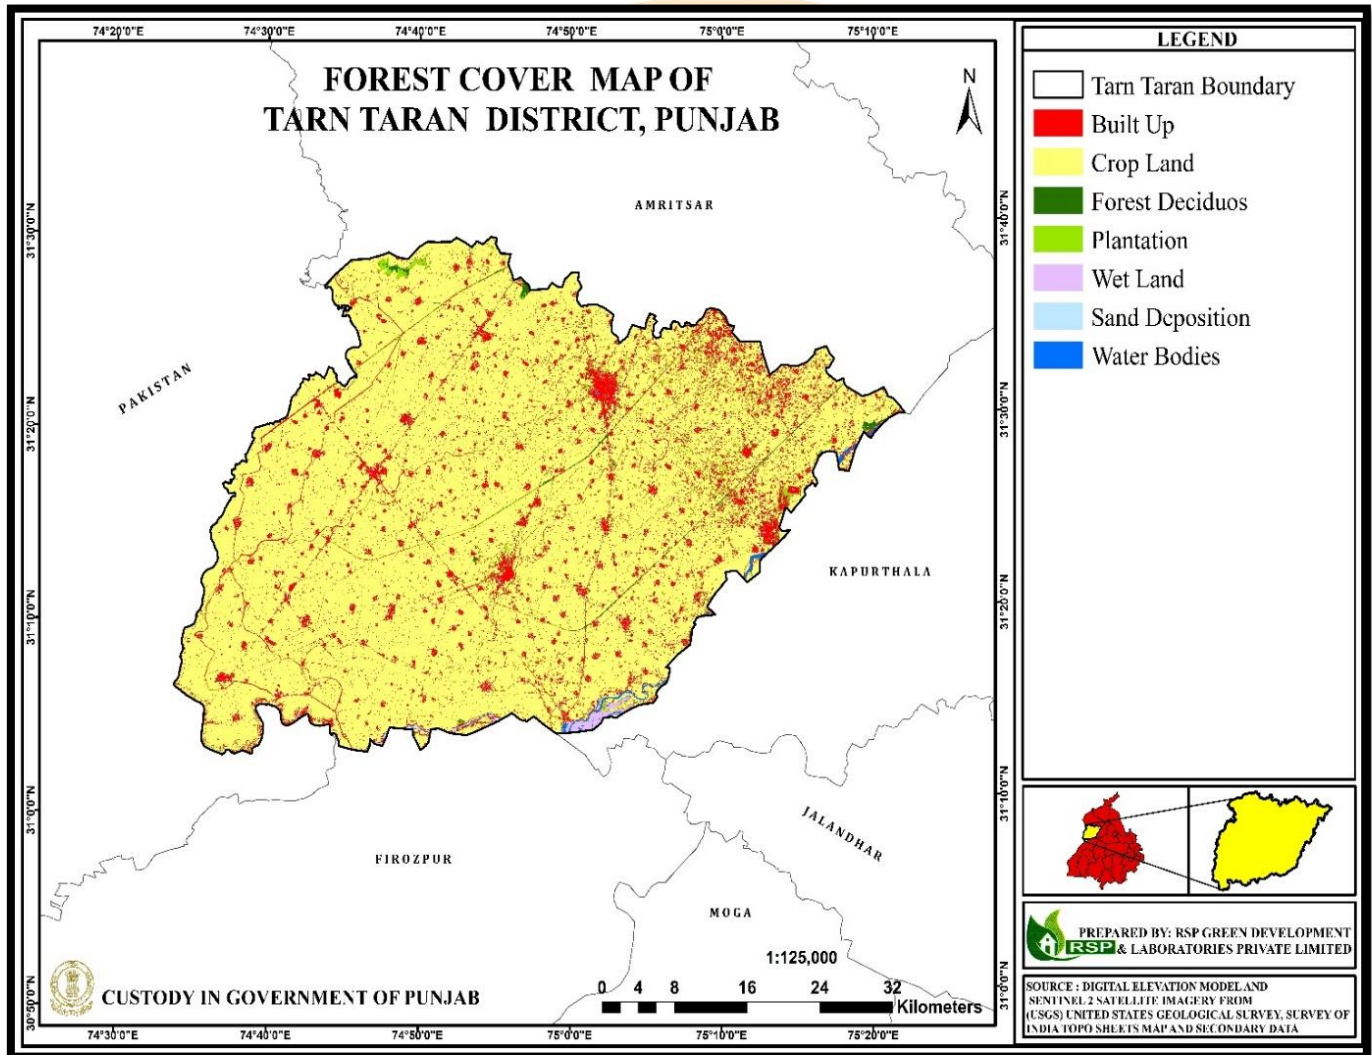 74°20'0"E 74°30'0"E 74°40'0"E 74°50'0"E 75°0'0"E 75°10'0"E
FOREST COVER MAP OF
TARN TARAN DISTRICT, PUNJAB
N
AMRITSAR
PAKISTAN
KAPURTHALA
JALANDHAR
FIROZPUR
MOGA
31°30'0"N
31°20'0"N
31°10'0"N
31°0'0"N
30°50'0"N
31°40'0"N
31°30'0"N
31°20'0"N
31°10'0"N
31°0'0"N
1:125,000
0 4 8 16 24 32
Kilometers
CUSTODY IN GOVERNMENT OF PUNJAB
74°30'0"E 74°40'0"E 74°50'0"E 75°0'0"E 75°10'0"E 75°20'0"E
LEGEND
Tarn Taran Boundary
Built Up
Crop Land
Forest Deciduos
Plantation
Wet Land
Sand Deposition
Water Bodies
RSP
PREPARED BY: RSP GREEN DEVELOPMENT
& LABORATORIES PRIVATE LIMITED
SOURCE : DIGITAL ELEVATION MODEL AND
SENTINEL 2 SATELLITE IMAGERY FROM
(USGS) UNITED STATES GEOLOGICAL SURVEY, SURVEY OF
INDIA TOPO SHEETS MAP AND SECONDARY DATA